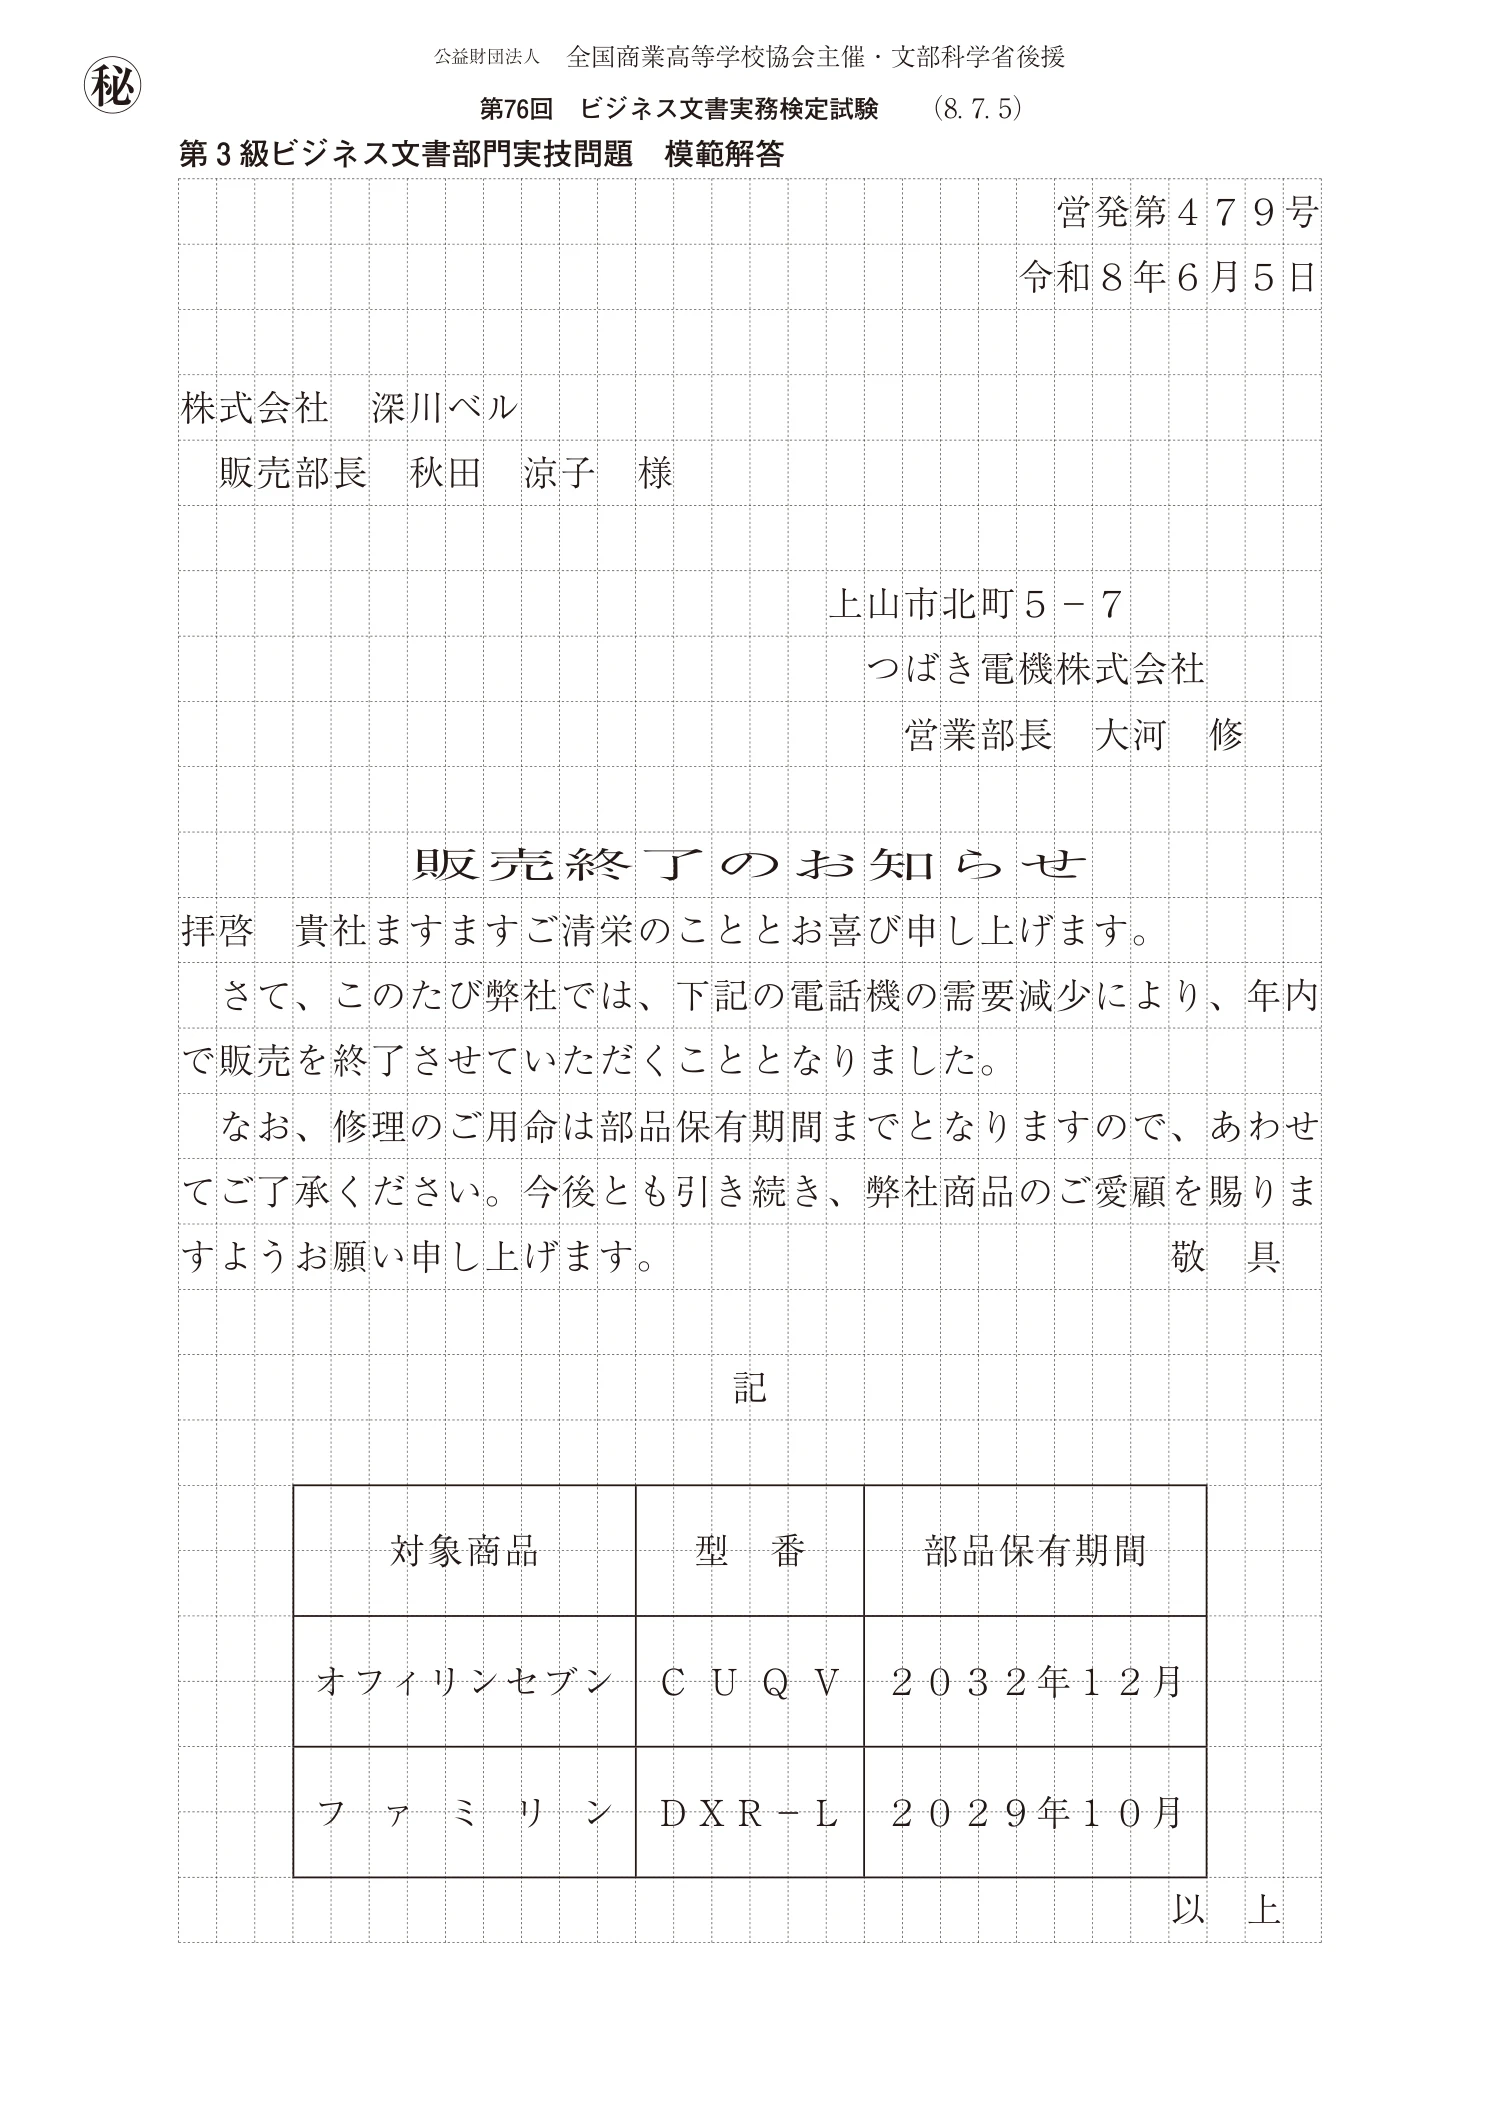 ㊙
公益財団法人　全国商業高等学校協会主催・文部科学省後援
第76回　ビジネス文書実務検定試験　　（8. 7. 5）
第３級ビジネス文書部門実技問題　模範解答
営発第４７９号
令和８年６月５日
株式会社　深川ベル
　販売部長　秋田　涼子　様
上山市北町５－７
つばき電機株式会社
営業部長　大河　修
販売終了のお知らせ
拝啓　貴社ますますご清栄のこととお喜び申し上げます。
　さて、このたび弊社では、下記の電話機の需要減少により、年内
で販売を終了させていただくこととなりました。
　なお、修理のご用命は部品保有期間までとなりますので、あわせ
てご了承ください。今後とも引き続き、弊社商品のご愛顧を賜りま
すようお願い申し上げます。　　　　　　　　　　　　　敬　具
記
対象商品　型　番　部品保有期間
オフィリンセブン　ＣＵＱＶ　２０３２年１２月
ファミリン　ＤＸＲ－Ｌ　２０２９年１０月
以　上